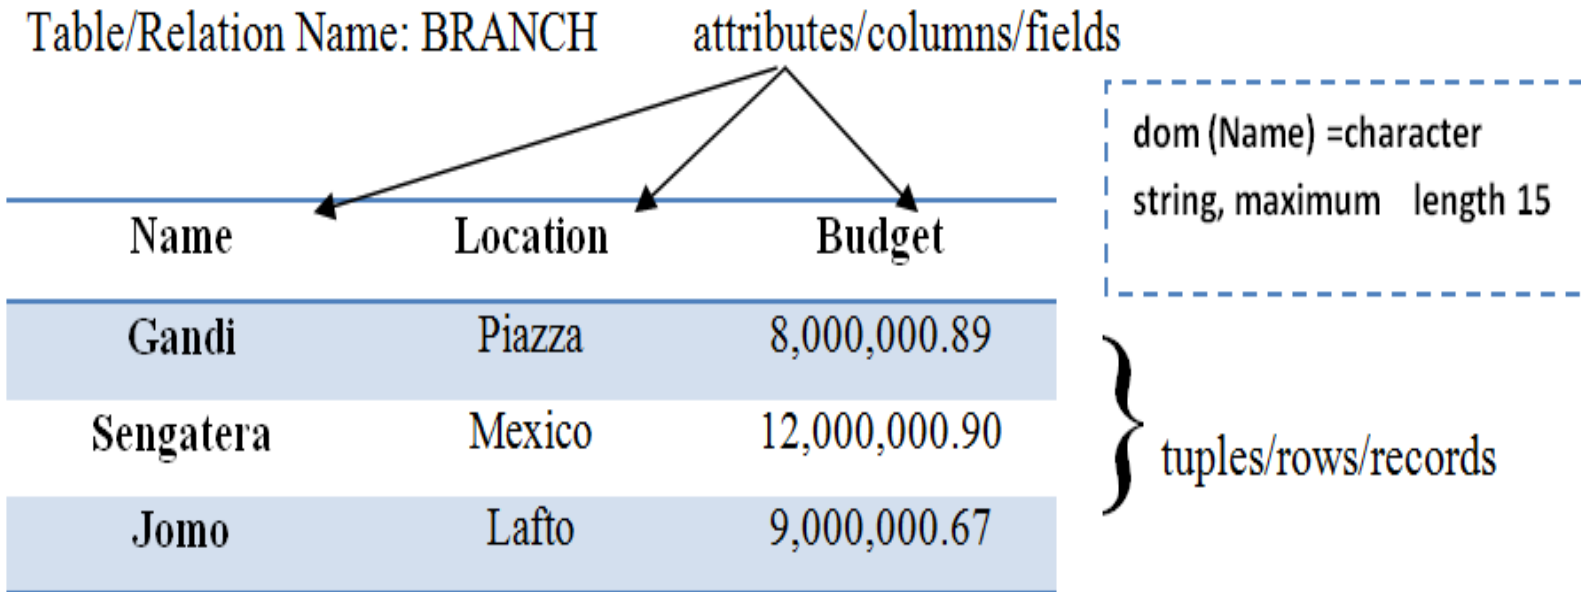 Table/Relation Name: BRANCH attributes/columns/fields
dom (Name) =character
string, maximum length 15
Name Location Budget
Gandi Piazza 8,000,000.89
Sengatera Mexico 12,000,000.90
tuples/rows/records
Jomo Lafto 9,000,000.67